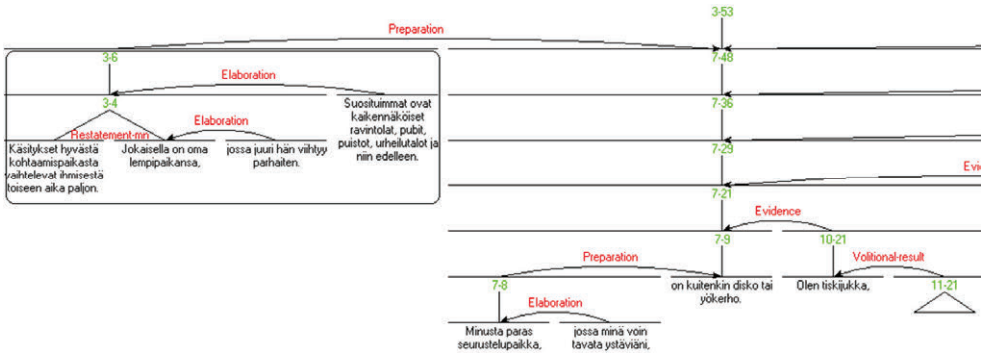 Preparation
3-53
3-6
7-48
Elaboration
3-4
Suosituimmat ovat
kaikennäköiset
ravintolat, pubit,
puistot, urheilutalot ja
niin edelleen.
7-36
Restatement-mn
Elaboration
Käsitykset hyvästä
kohtaamispaikasta
vaihtelevat ihmisestä
toiseen aika paljon.
Jokaisella on oma
lempipaikansa,
jossa juuri hän viihtyy
parhaiten.
7-29
Evid
7-21
Evidence
7-9
10-21
Preparation
Volitional-result
7-8
on kuitenkin disko tai
yökerho.
Olen tiskijukka,
11-21
Elaboration
Minusta paras
seurustelupaikka,
jossa minä voin
tavata ystäviäni,